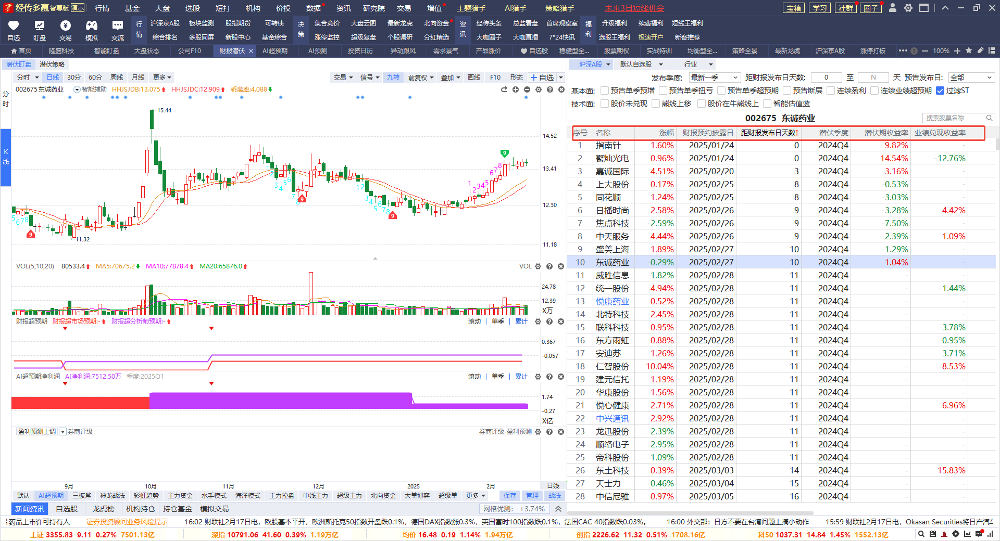 经传多赢 智尊版 演示 行情 基金 大盘 选股 短打 机构 价投 数据 资讯 研究院 交易 增值 主题猎手 AI猎手 策略猎手 未来3日短线机会 宝箱 学习 社群 圈子
自选 盯盘 交易 模拟 交流 行情 沪深京A股 板块监测 股指期货 可转债 决策 集合竞价 大盘云图 最新龙虎 北向资金 资讯 经传头条 总监看盘 首席观察室 福利 升级福利 续费福利 短线王福利
综合排名 多股同屏 新股中心 基金综合 涨停监控 超级复盘 个股调研 分红精选 大咖圈子 大咖直播 7*24快讯 选股王福利 极速开户 新客推荐
首页 隆盛科技 智能盯盘 大盘状态 公司F10 财报潜伏 AI超预期 AI预测 投资日历 异动跟风 需求景气 产品涨价 自选股 稳健型全... 股票期权 实战特训 均衡型全... 策略全景 最新龙虎 沪深京A股 涨停打板 100%
潜伏盯盘 潜伏策略
分时 日线 30分 60分 周线 月线 更多 交易 信号 九转 前复权 叠加 画线 F10 形态 自选
分时
K线
002675 东诚药业 智能辅助 HHJSJDB:13.075 HHJSJDC:12.909 乖离率:4.088
15.44
14.52
13.41
12.30
11.18
11.32
5 6 7 8 9
1 2 3 4 5 6 7 8 9
1 2 3 4 5 6 7 8 9
1 2 3 4 5 6 7 8 9
VOL(5,10,20) 80533.4 MA5:70675.2 MA10:77878.4 MA20:65876.0 VOL
24.78
12.39
X万
财报超预期 财报超市场预期:- 财报超分析师预期:- 滚动 单季 累计
0.367
-0.057
AI超预期净利润 AI净利润:7512.50万 季度:2025Q1 滚动 单季 累计
1.74
-0.27
X亿
盈利预测上调 券商评级 券商评级-盈利预测
9月 10月 11月 12月 2025 2月 日线
默认 AI超预期 三板斧 神龙战法 彩虹趋势 主力资金 水手模式 海洋模式 主力控盘 中线主力 超级主力 北向资金 大单博弈 超级单 更多 保存 管理 战法
新闻资讯 自选股 龙虎榜 机构持仓 持仓基金 模拟交易 网格优测: +3.74%
沪深A股 默认自选股 行业
发布季度: 最新一季 距财报发布日天数: 0 至 N 天 预告发布日: 全部
基本面: 预告单季预增 预告单季扭亏 预告单季超预期 预告断层 连续盈利 连续业绩超预期 过滤ST
技术面: 股价未兑现 熊线上移 股价在牛熊线上 智能估值蓝
002675 东诚药业 搜索股票名称
序号 名称 涨幅 财报预约披露日 距财报发布日天数↑ 潜伏季度 潜伏期收益率 业绩兑现收益率
1 指南针 1.60% 2025/01/24 0 2024Q4 9.82% -
2 聚灿光电 0.96% 2025/01/24 0 2024Q4 14.54% -12.76%
3 嘉诚国际 4.51% 2025/02/20 3 2024Q4 3.16% -
4 上大股份 0.17% 2025/02/25 8 2024Q4 -0.53% -
5 同花顺 1.24% 2025/02/25 8 2024Q4 -3.03% -
6 日播时尚 2.58% 2025/02/26 9 2024Q4 -3.28% 4.42%
7 焦点科技 -2.59% 2025/02/26 9 2024Q4 -7.50% -
8 中天服务 4.44% 2025/02/26 9 2024Q4 -2.39% 1.09%
9 盛美上海 1.89% 2025/02/27 10 2024Q4 -1.29% -
10 东诚药业 -0.29% 2025/02/27 10 2024Q4 1.04% -
11 威胜信息 -1.82% 2025/02/28 11 2024Q4 - -
12 统一股份 4.94% 2025/02/28 11 2024Q4 - -1.44%
13 悦康药业 0.52% 2025/02/28 11 2024Q4 - -
14 北特科技 2.45% 2025/02/28 11 2024Q4 - -
15 联科科技 0.95% 2025/02/28 11 2024Q4 - -3.78%
16 东方雨虹 0.88% 2025/02/28 11 2024Q4 - -0.95%
17 安迪苏 1.26% 2025/02/28 11 2024Q4 - -3.71%
18 仁智股份 10.04% 2025/02/28 11 2024Q4 - 8.53%
19 建元信托 1.19% 2025/02/28 11 2024Q4 - -
20 华康股份 1.56% 2025/02/28 11 2024Q4 - -
21 悦心健康 2.71% 2025/02/28 11 2024Q4 - 6.96%
22 中兴通讯 2.92% 2025/02/28 11 2024Q4 - -
23 龙迅股份 -2.39% 2025/02/28 11 2024Q4 - -
24 顺络电子 -2.95% 2025/02/28 11 2024Q4 - -
25 帝科股份 -1.09% 2025/02/28 11 2024Q4 - -
26 东土科技 0.39% 2025/03/03 14 2024Q4 - 15.83%
27 天士力 -0.46% 2025/03/04 15 2024Q4 - -
28 中信尼雅 0.97% 2025/03/05 16 2024Q4 - -
药品上市许可持有人 证券投资顾问业务风险提示 16:02 财联社2月17日电，欧股基本平开，欧洲斯托克50指数开盘跌0.1%，德国DAX指数涨0.3%，英国富时100指数跌0.1%，法国CAC 40指数跌0.03%。 16:00 外交部：日方不要在台湾问题上搞小动作 15:59 财联社2月17日电，Okasan Securities将日产汽车
上证 3355.83 9.11 0.27% 7501.13亿 深指 10791.06 41.60 0.39% 1.19万亿 均价 16.48 0.19 1.14% 1.94万亿 创指 2226.62 11.32 0.51% 1708.16亿 科50 1037.31 14.84 1.45% 1552.13亿